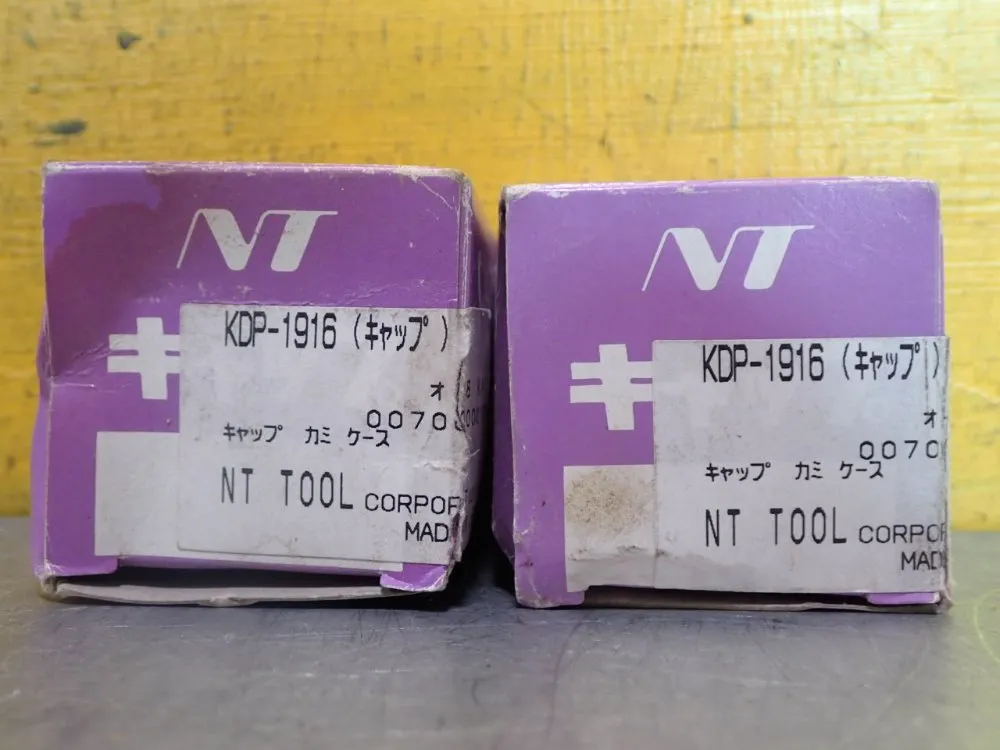 NT
キ
KDP-1916 (キャップ)
オ
0070
キャップ カミ ケース
NT TOOL CORPOR
MAD
NT
キ
KDP-1916 (キャップ)
オ
0070
キャップ カミ ケース
NT TOOL CORPOR
MAD